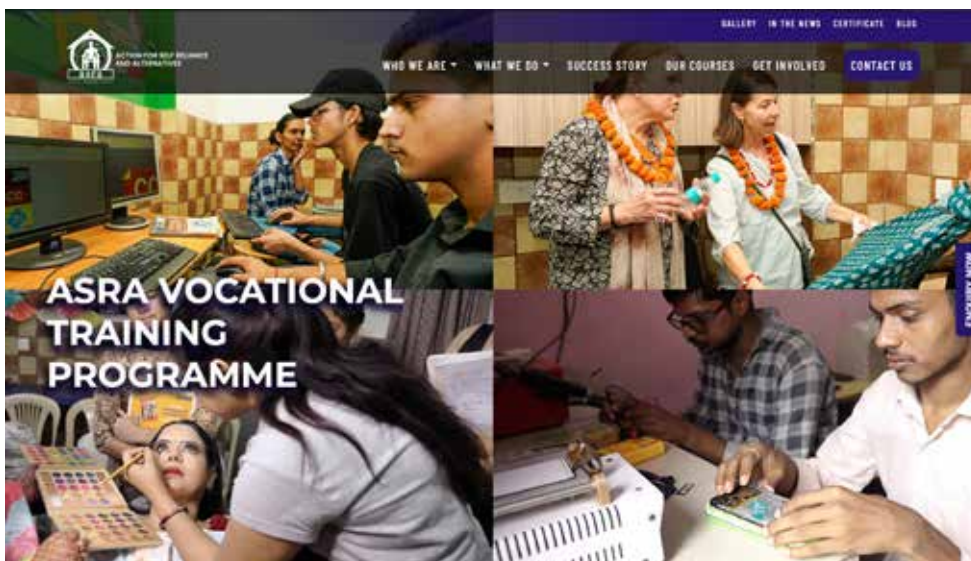 GALLERY IN THE NEWS CERTIFICATE BLOG
ASRA
ACTION FOR SELF RELIANCE
AND ALTERNATIVES
WHO WE ARE WHAT WE DO SUCCESS STORY OUR COURSES GET INVOLVED CONTACT US
ASRA VOCATIONAL
TRAINING
PROGRAMME